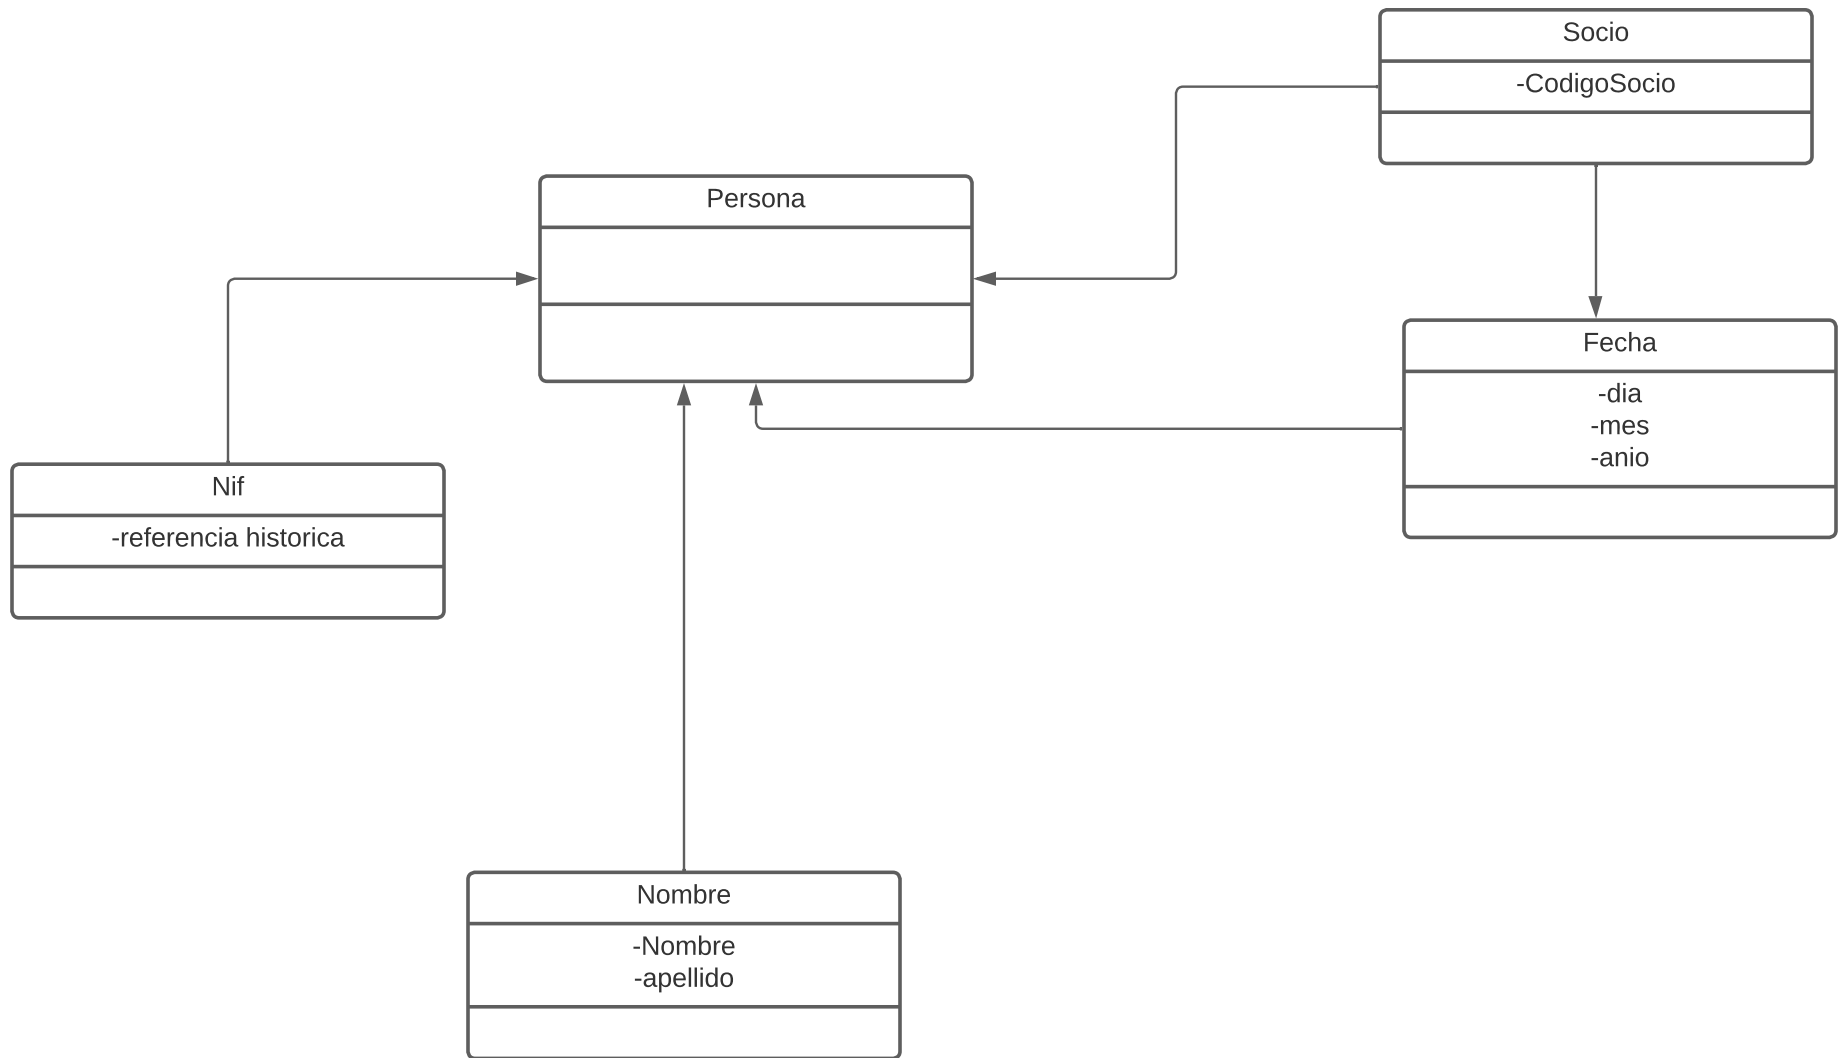 Socio
-CodigoSocio
Persona
Fecha
-dia
-mes
-anio
Nif
-referencia historica
Nombre
-Nombre
-apellido